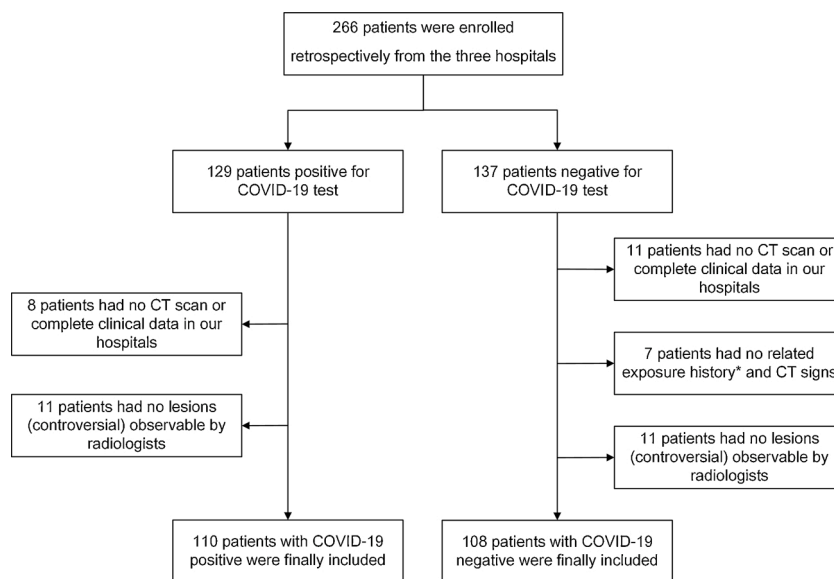 266 patients were enrolled
retrospectively from the three hospitals
129 patients positive for
COVID-19 test
137 patients negative for
COVID-19 test
11 patients had no CT scan or
complete clinical data in our
hospitals
8 patients had no CT scan or
complete clinical data in our
hospitals
7 patients had no related
exposure history* and CT signs
11 patients had no lesions
(controversial) observable by
radiologists
11 patients had no lesions
(controversial) observable by
radiologists
110 patients with COVID-19
positive were finally included
108 patients with COVID-19
negative were finally included